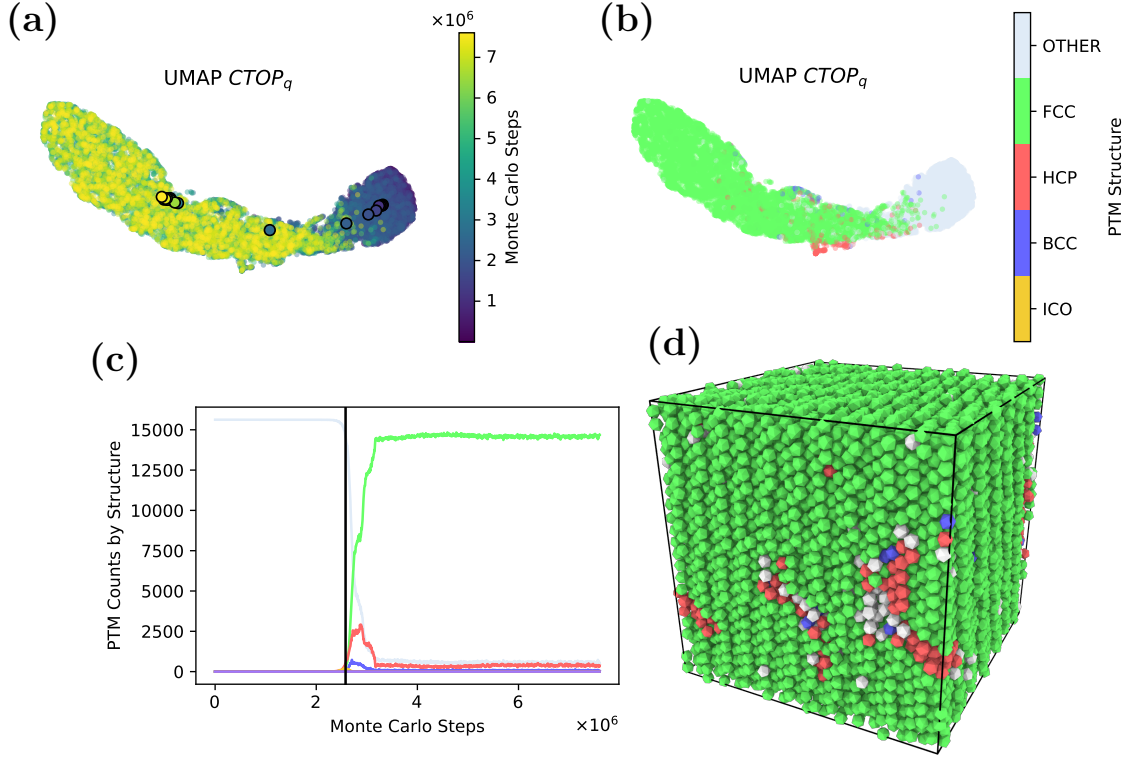 (a)
UMAP CTOPq
×10⁶
7
6
5
4
3
2
1
Monte Carlo Steps
(b)
UMAP CTOPq
OTHER
FCC
HCP
BCC
ICO
PTM Structure
(c)
PTM Counts by Structure
15000
12500
10000
7500
5000
2500
0
0
2
4
6
Monte Carlo Steps
×10⁶
(d)